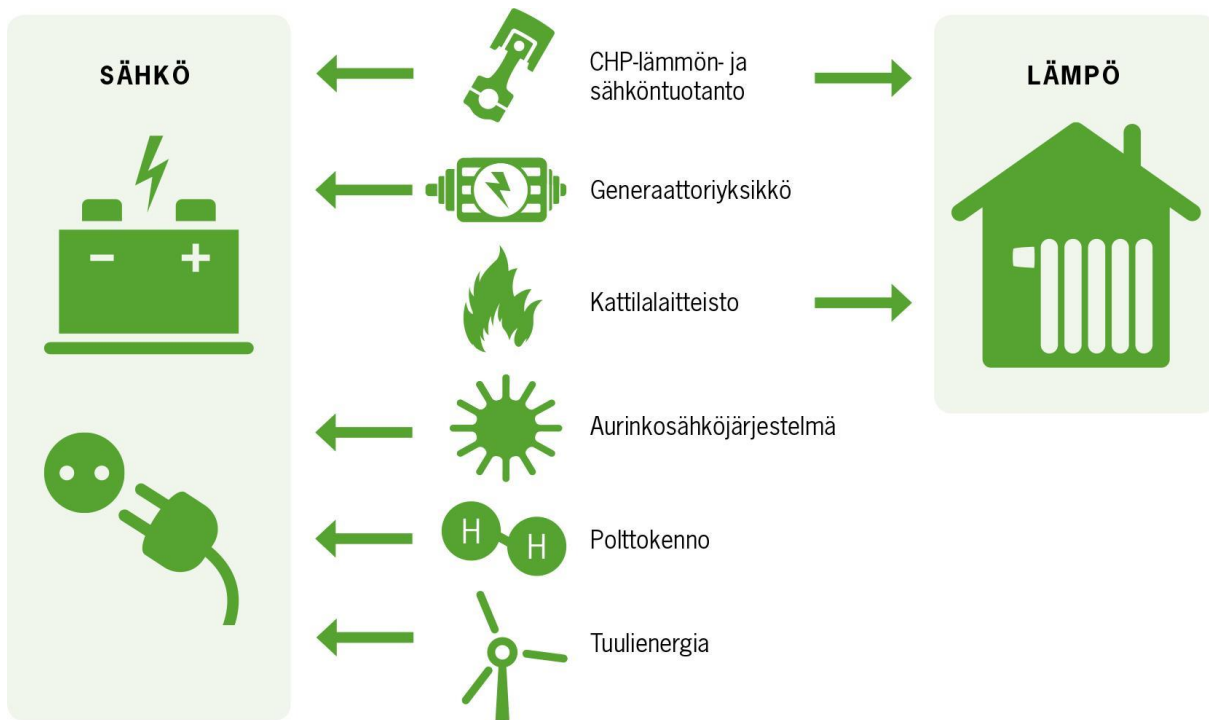 SÄHKÖ
CHP-lämmön- ja
sähköntuotanto
LÄMPÖ
Generaattoriyksikkö
- +
Kattilalaitteisto
Aurinkosähköjärjestelmä
H H
Polttokenno
Tuulienergia